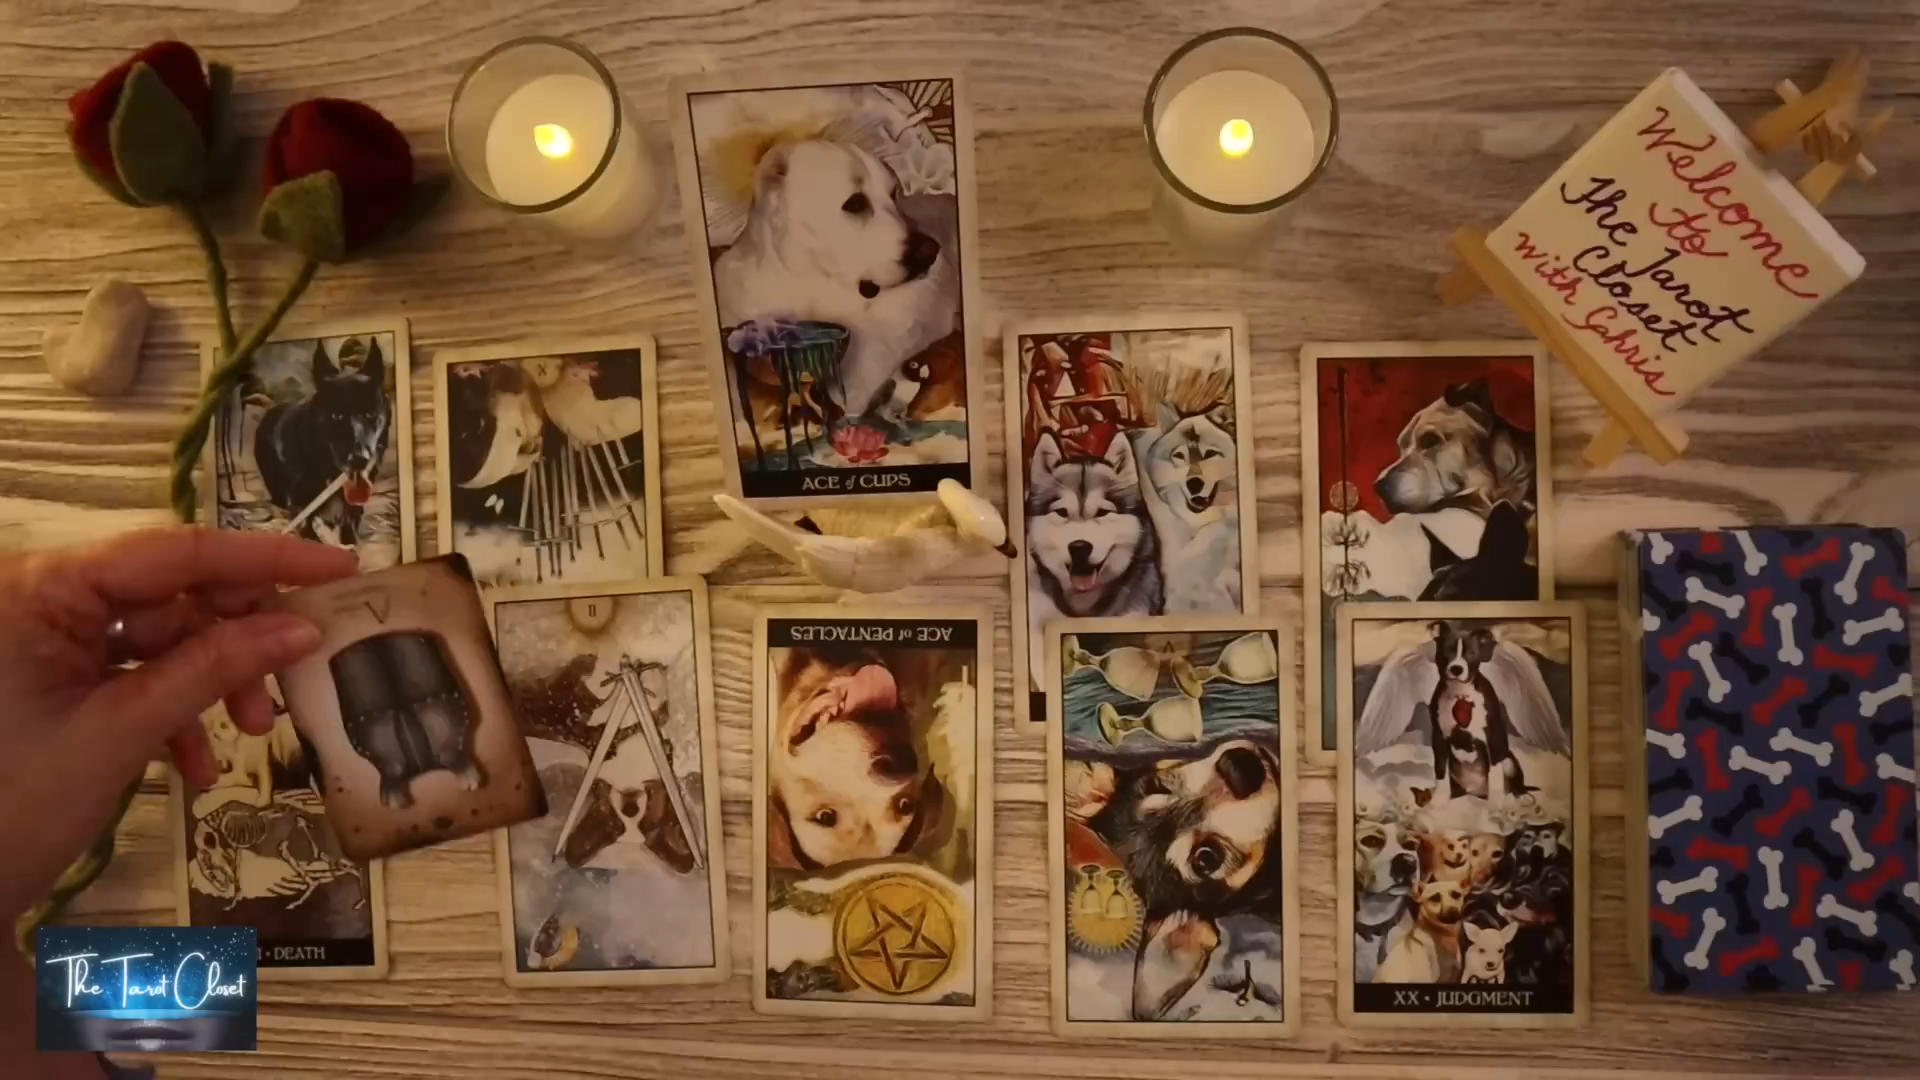 Welcome
to
The Tarot
Closet
with Sahris
ACE of CUPS
X
V
II
ACE of PENTACLES
DEATH
XX • JUDGMENT
The Tarot Closet